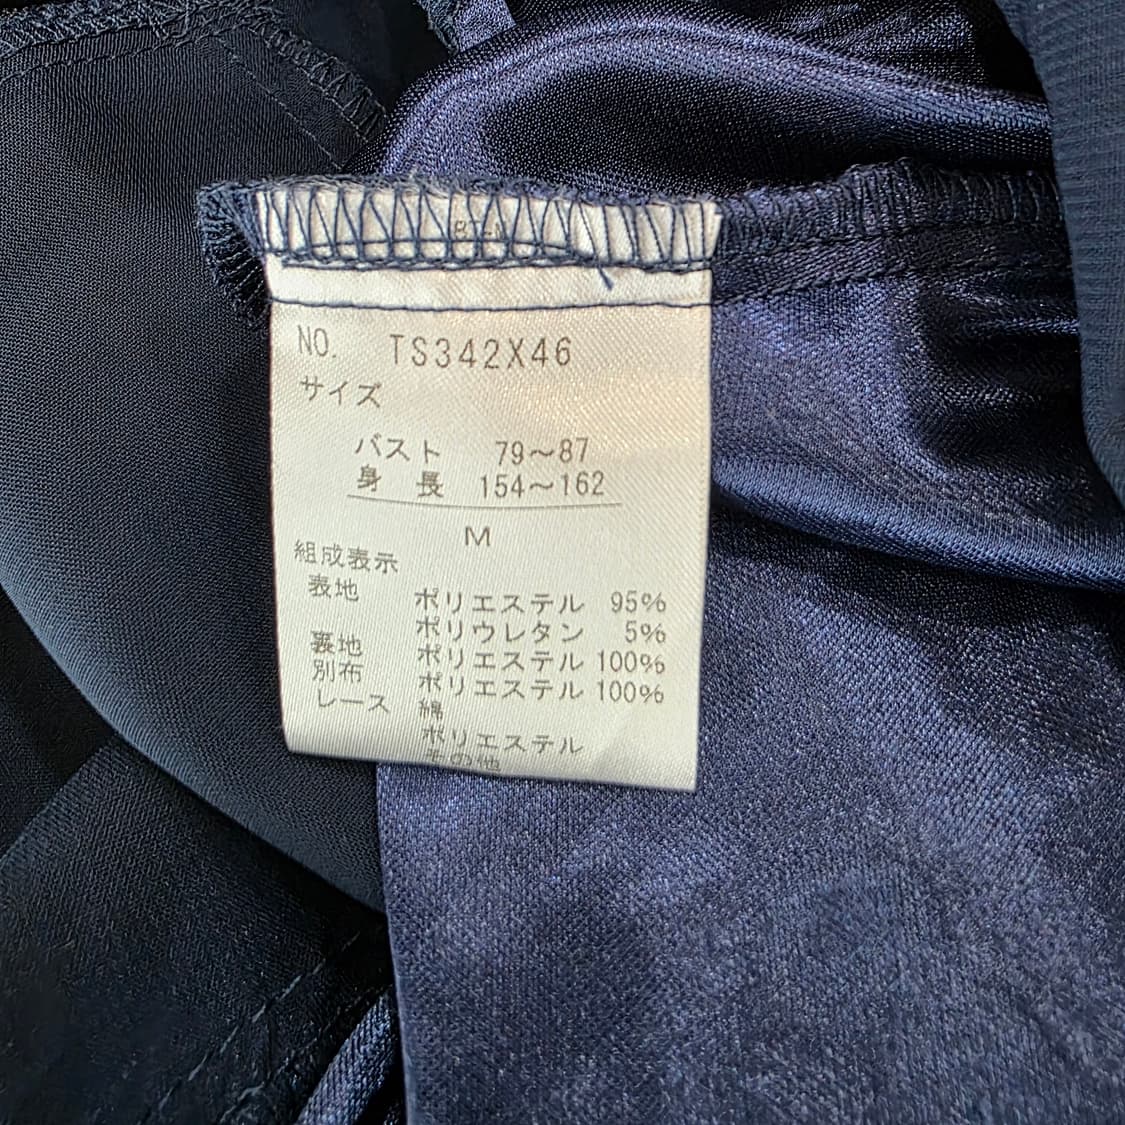 NO. TS342X46
サイズ
バスト 79～87
身 長 154～162
M
組成表示
表地 ポリエステル 95%
ポリウレタン 5%
裏地 ポリエステル 100%
別布 ポリエステル 100%
レース 綿
ポリエステル
その他